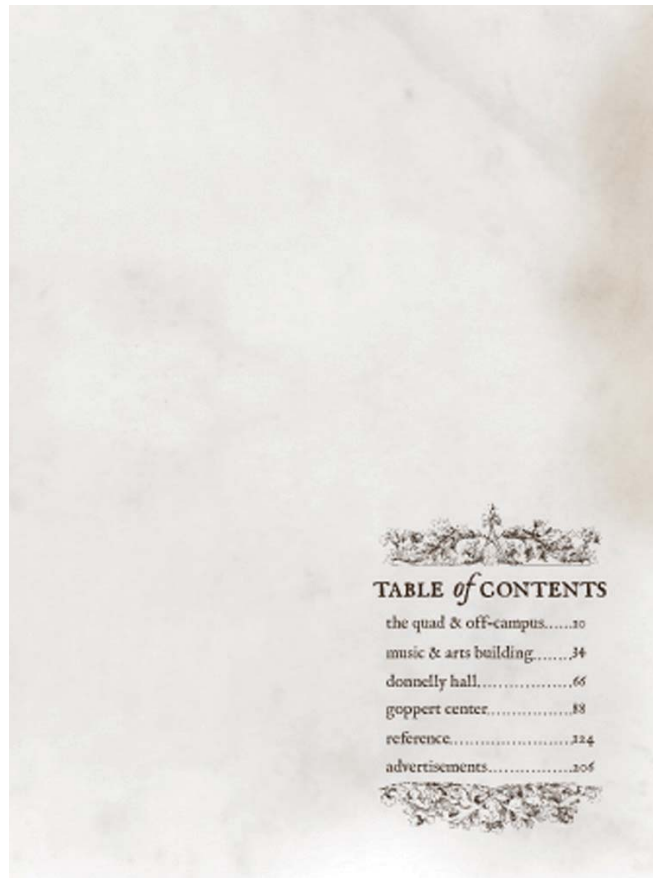 TABLE of CONTENTS
the quad & off-campus......10
music & arts building.......34
donnelly hall.................66
goppert center................88
reference.......................124
advertisements...............206